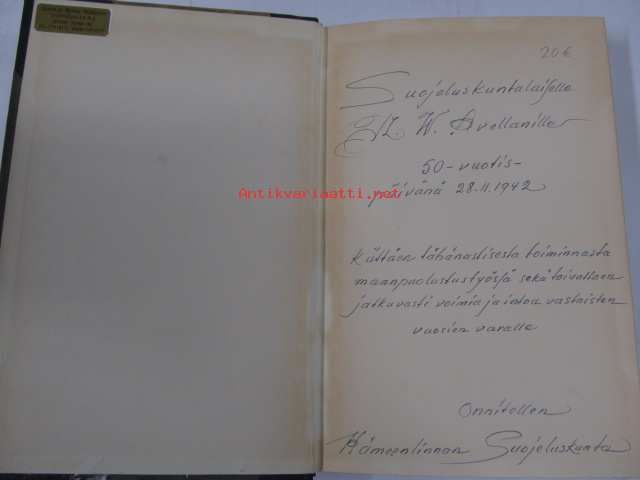 20 €
Suojeluskuntalaiselle
W. Avellanille
50-vuotis-
päivänä 28.11.1942
Antikvariaatti.net
Kiittäen tähänastisesta toiminnasta
maanpuolustustyössä sekä toivottaen
jatkuvasti voimia ja intoa vastaisten
vuosien varalle
Onnitellen
Hämeenlinnan Suojeluskunta